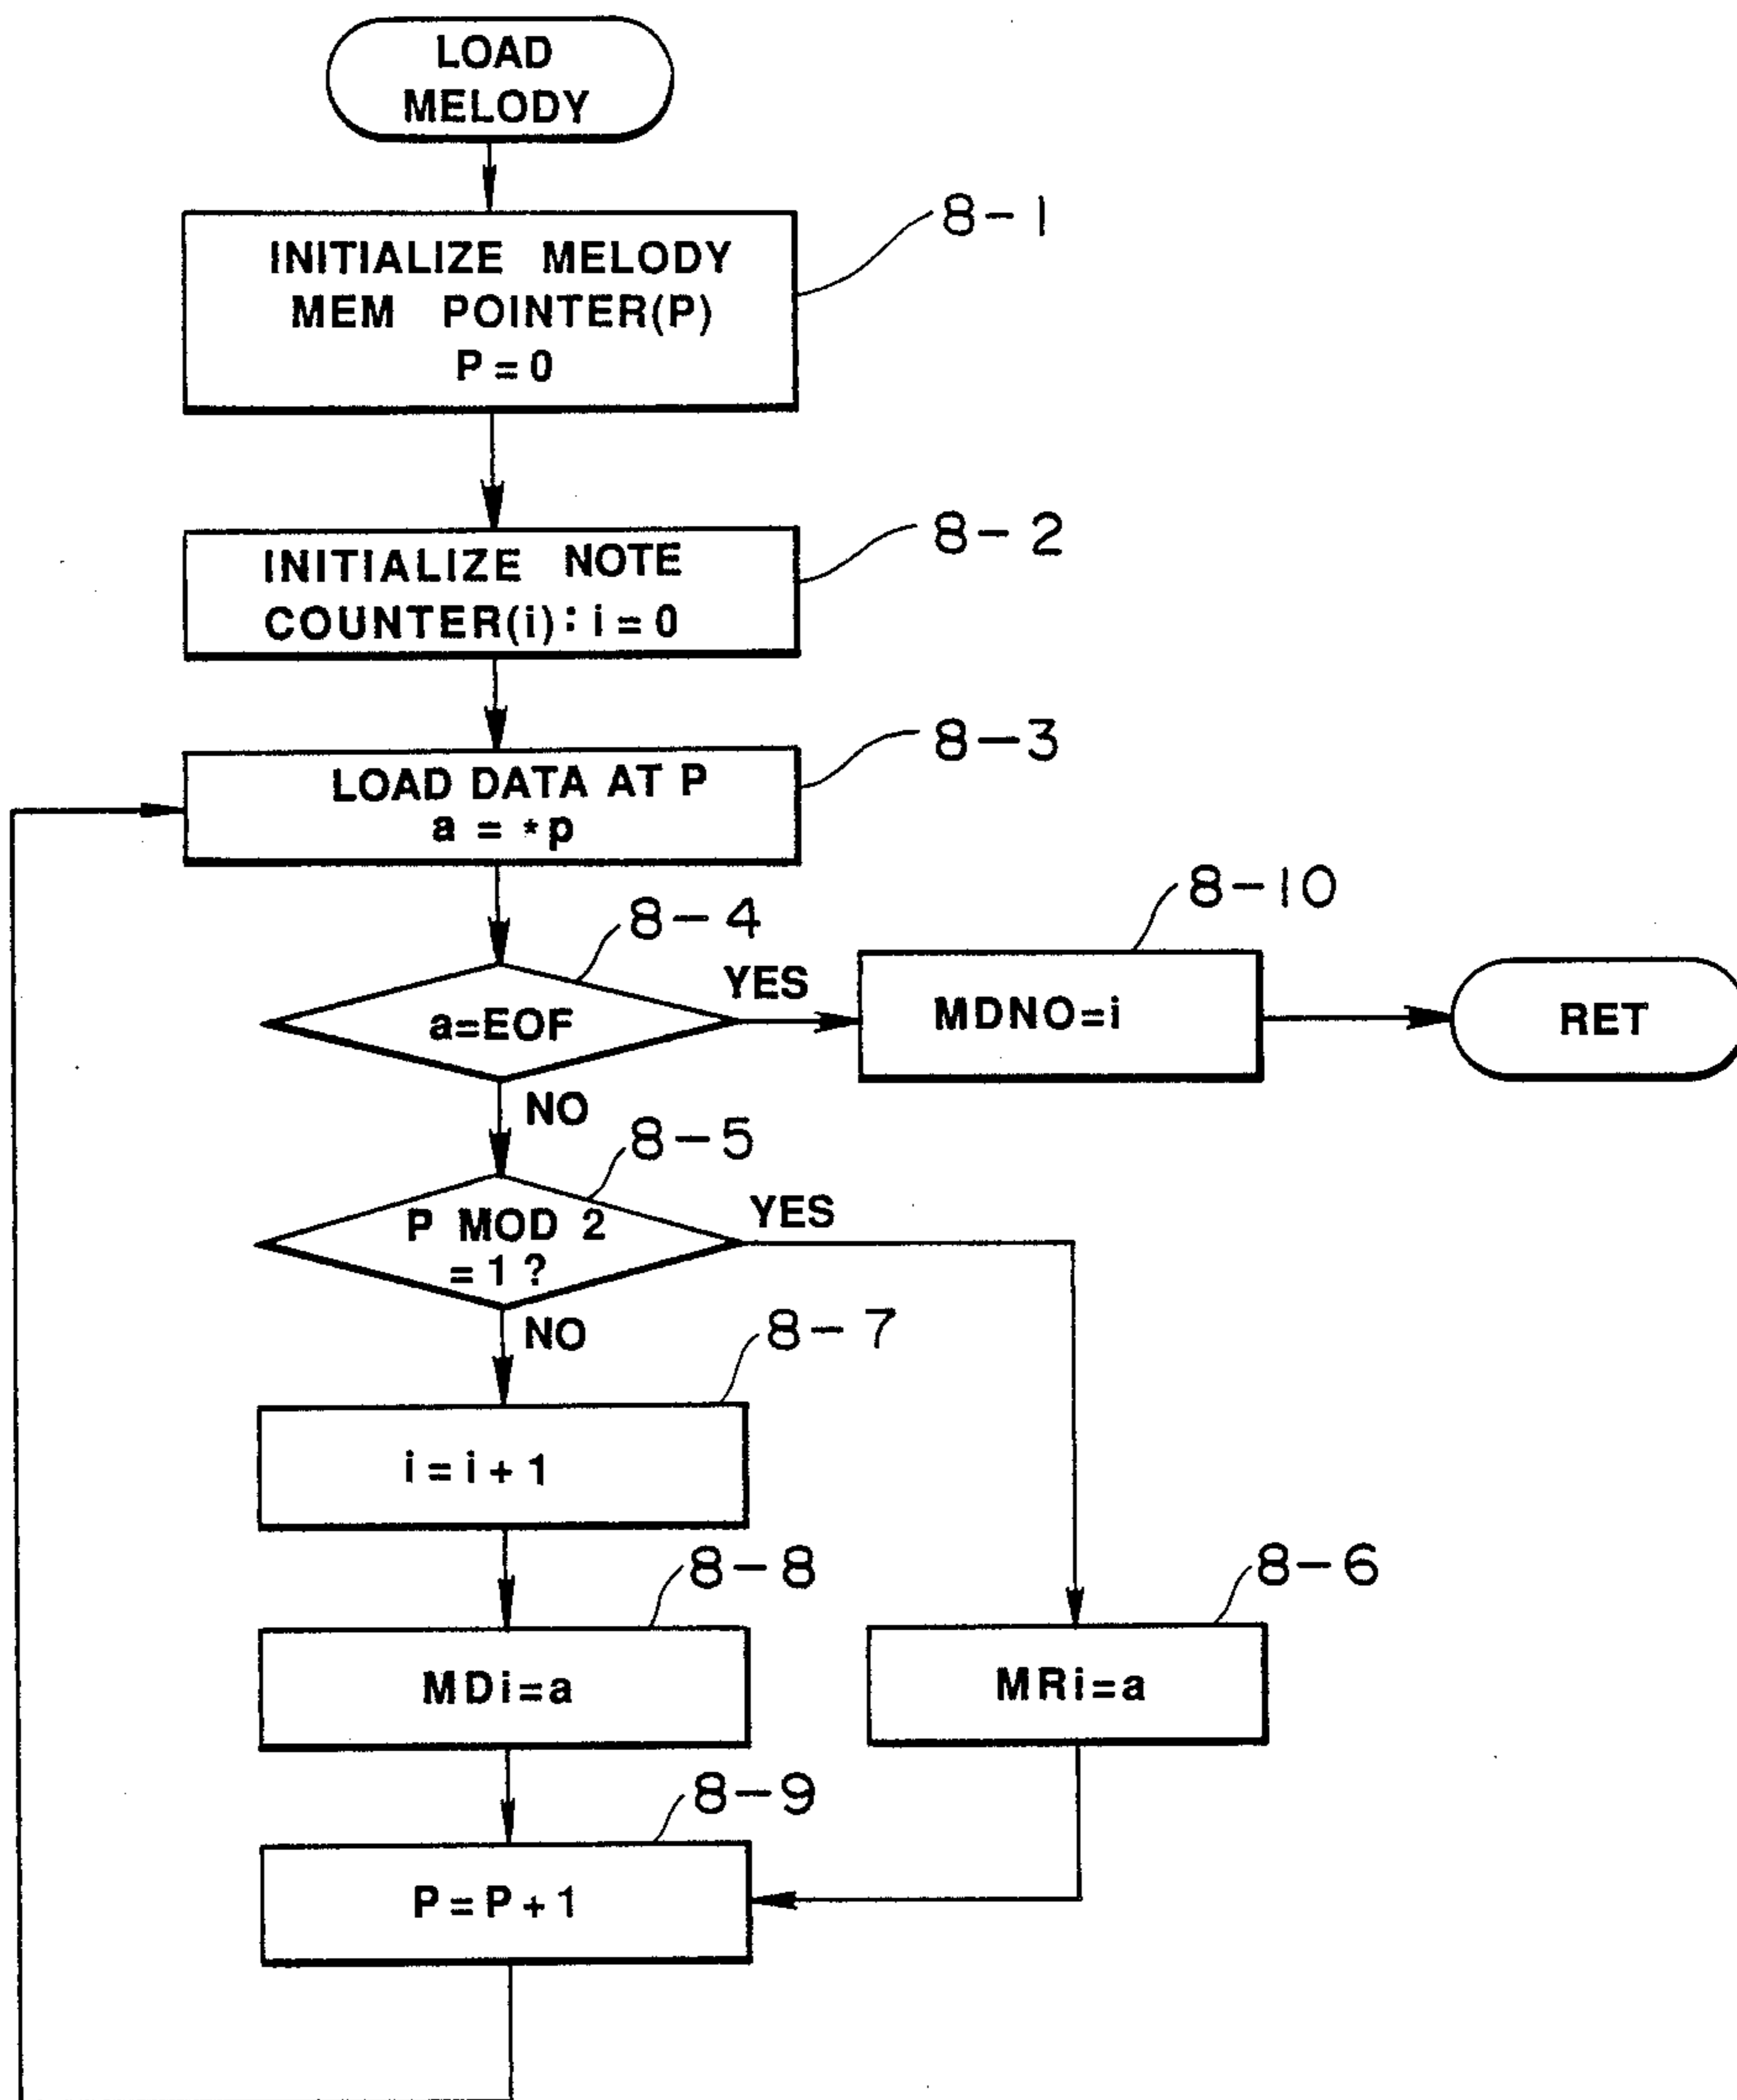 LOAD
MELODY
8-1
INITIALIZE MELODY
MEM POINTER(P)
P=0
8-2
INITIALIZE NOTE
COUNTER(i):i=0
8-3
LOAD DATA AT P
a = *p
8-10
8-4
YES
a=EOF
MDNO=i
RET
NO
8-5
YES
P MOD 2
=1?
NO
8-7
i=i+1
8-8
8-6
MDi=a
MRi=a
8-9
P=P+1